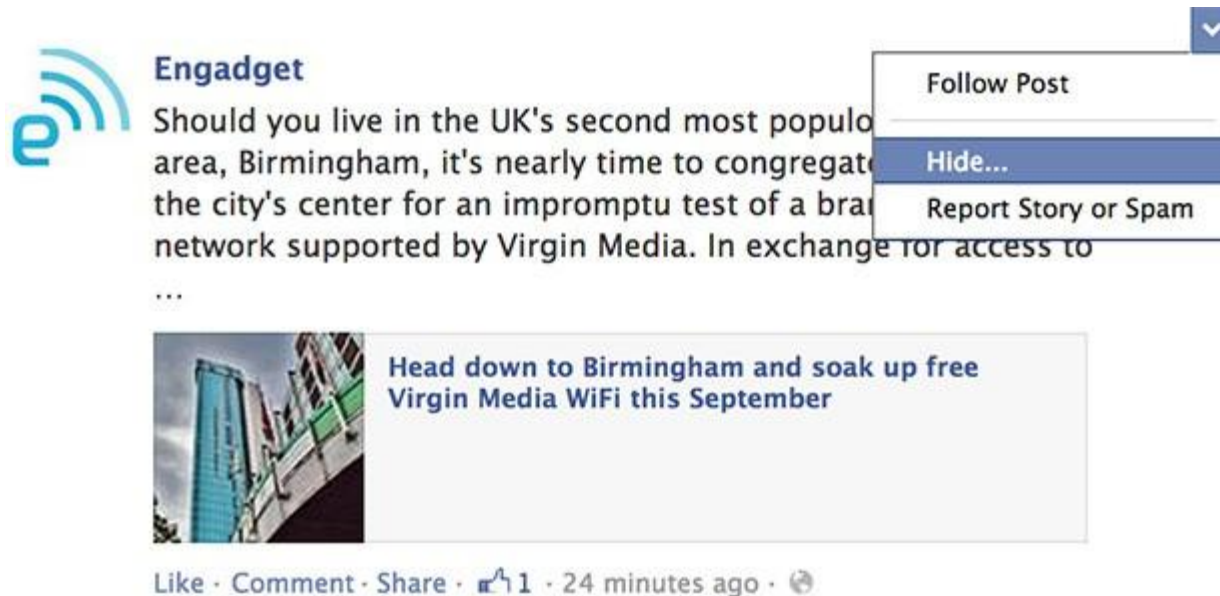 Engadget
Should you live in the UK's second most populo
area, Birmingham, it's nearly time to congregate
the city's center for an impromptu test of a bran
network supported by Virgin Media. In exchange for access to
...
Follow Post
Hide...
Report Story or Spam
Head down to Birmingham and soak up free
Virgin Media WiFi this September
Like · Comment · Share · 1 · 24 minutes ago ·